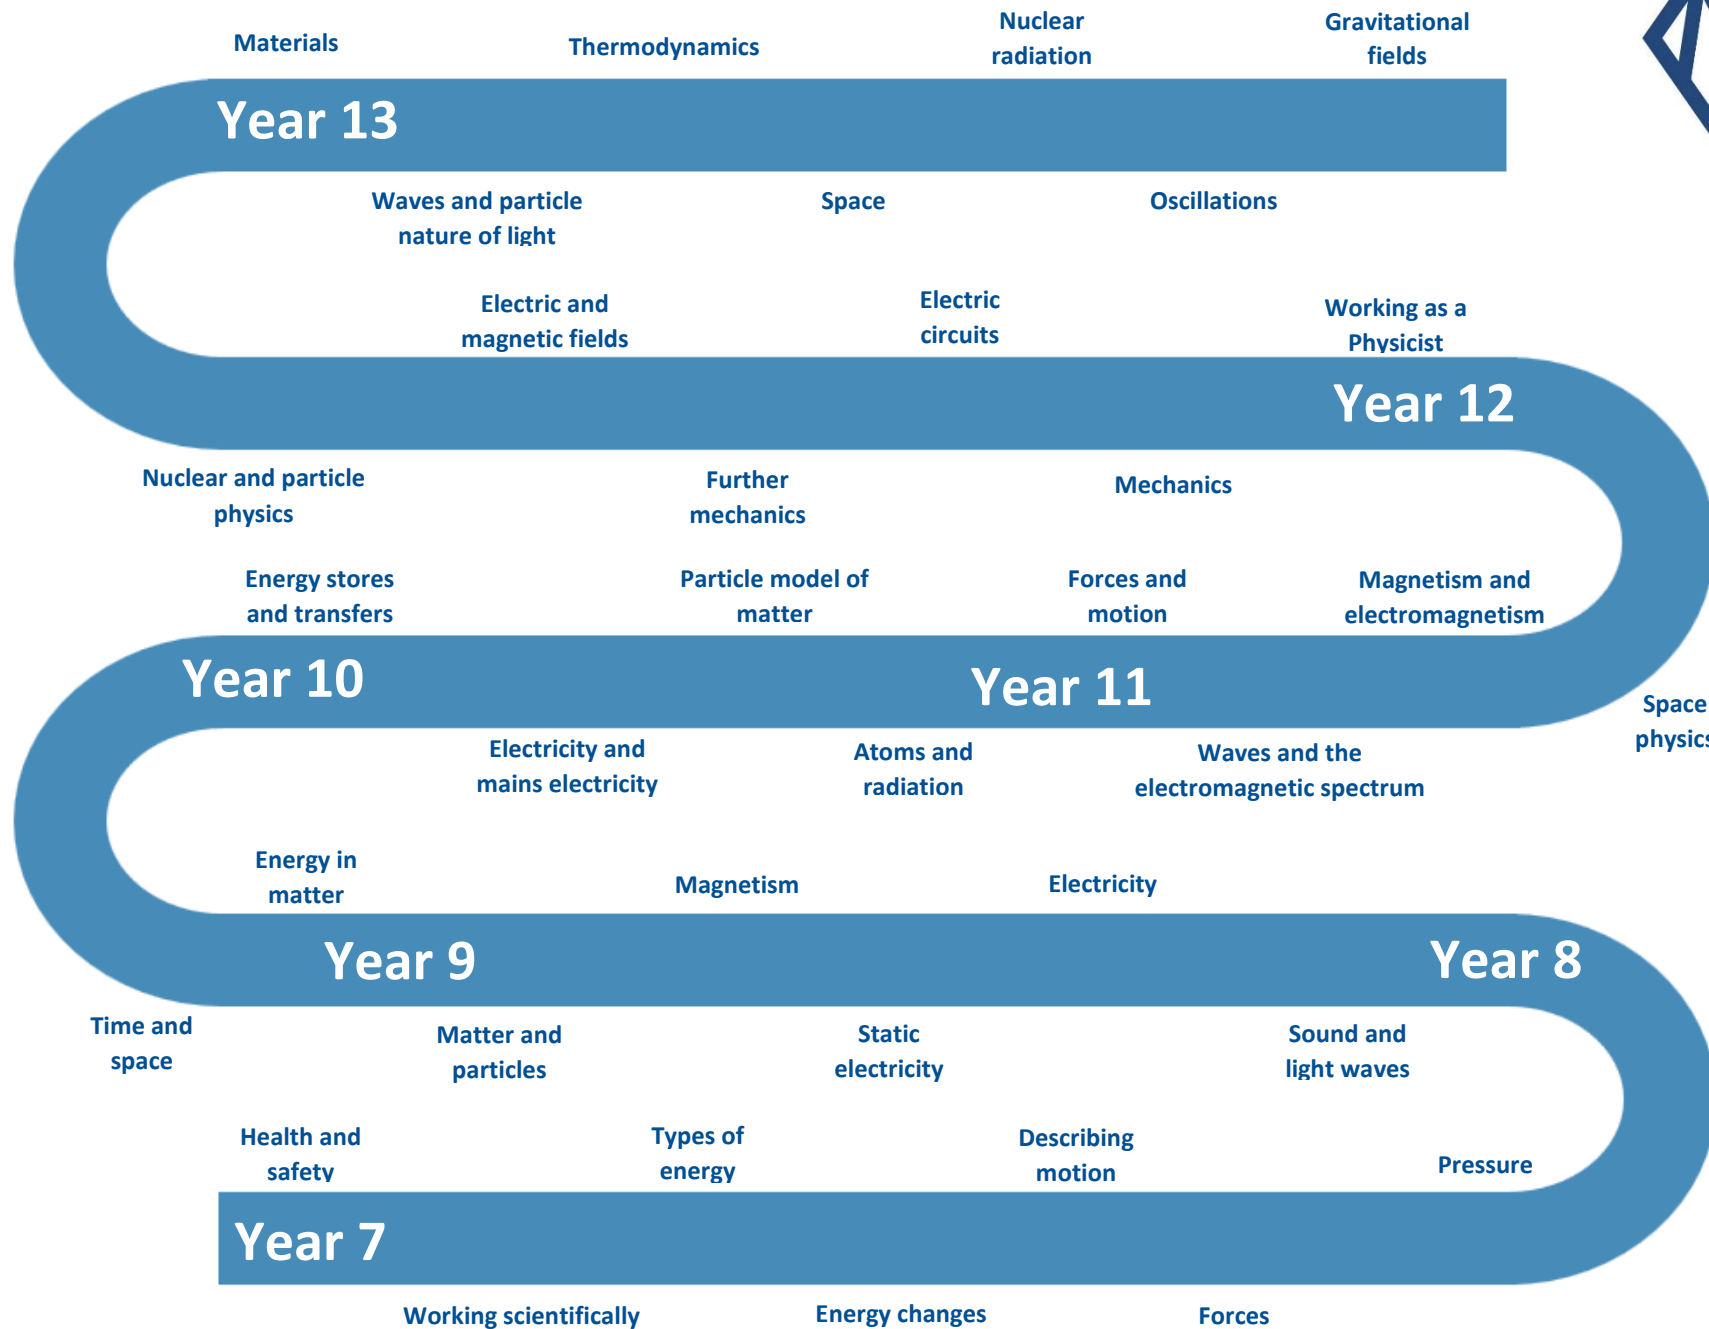 Materials
Thermodynamics
Nuclear
radiation
Gravitational
fields
Year 13
Waves and particle
nature of light
Space
Oscillations
Electric and
magnetic fields
Electric
circuits
Working as a
Physicist
Year 12
Nuclear and particle
physics
Further
mechanics
Mechanics
Energy stores
and transfers
Particle model of
matter
Forces and
motion
Magnetism and
electromagnetism
Year 10
Year 11
Space
physics
Electricity and
mains electricity
Atoms and
radiation
Waves and the
electromagnetic spectrum
Energy in
matter
Magnetism
Electricity
Year 9
Year 8
Time and
space
Matter and
particles
Static
electricity
Sound and
light waves
Health and
safety
Types of
energy
Describing
motion
Pressure
Year 7
Working scientifically
Energy changes
Forces